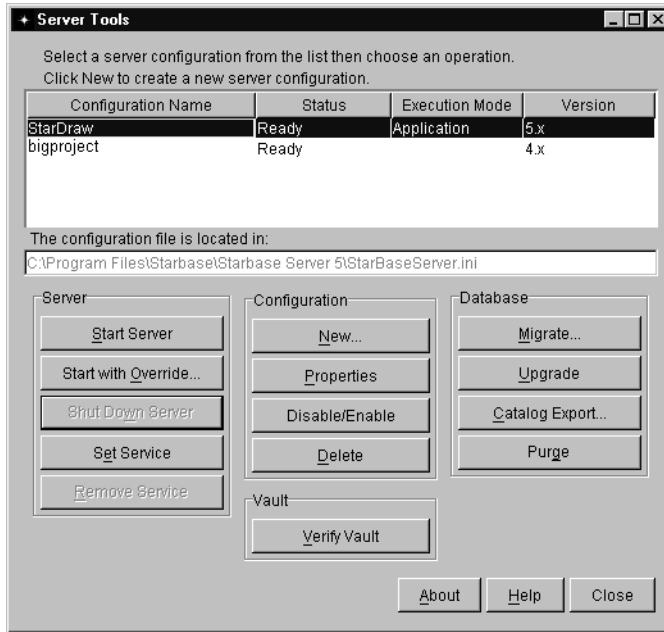 Server Tools
Select a server configuration from the list then choose an operation.
Click New to create a new server configuration.
Configuration Name Status Execution Mode Version
StarDraw Ready Application 5.x
bigproject Ready 4.x
The configuration file is located in:
C:\Program Files\Starbase\Starbase Server 5\StarBaseServer.ini
Server
Start Server
Start with Override...
Shut Down Server
Set Service
Remove Service
Configuration
New...
Properties
Disable/Enable
Delete
Vault
Verify Vault
Database
Migrate...
Upgrade
Catalog Export...
Purge
About Help Close